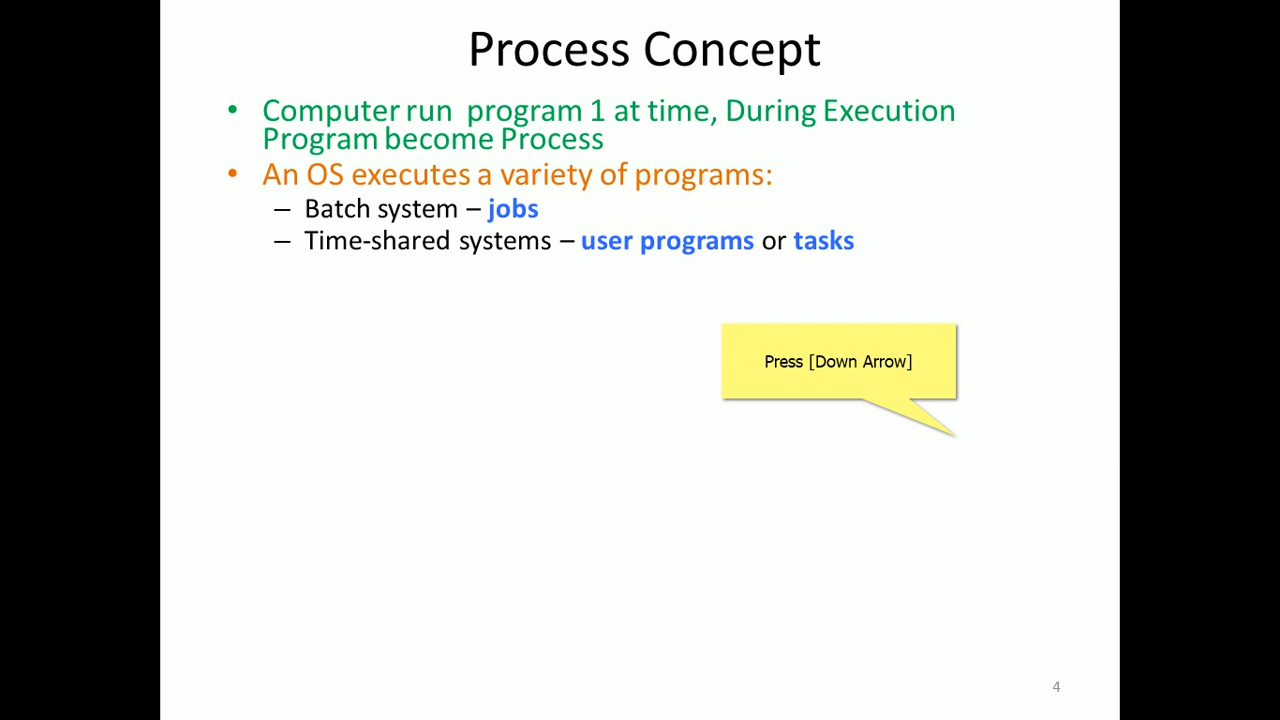 Process Concept
• Computer run  program 1 at time, During Execution
Program become Process
• An OS executes a variety of programs:
– Batch system – jobs
– Time-shared systems – user programs or tasks
Press [Down Arrow]
4